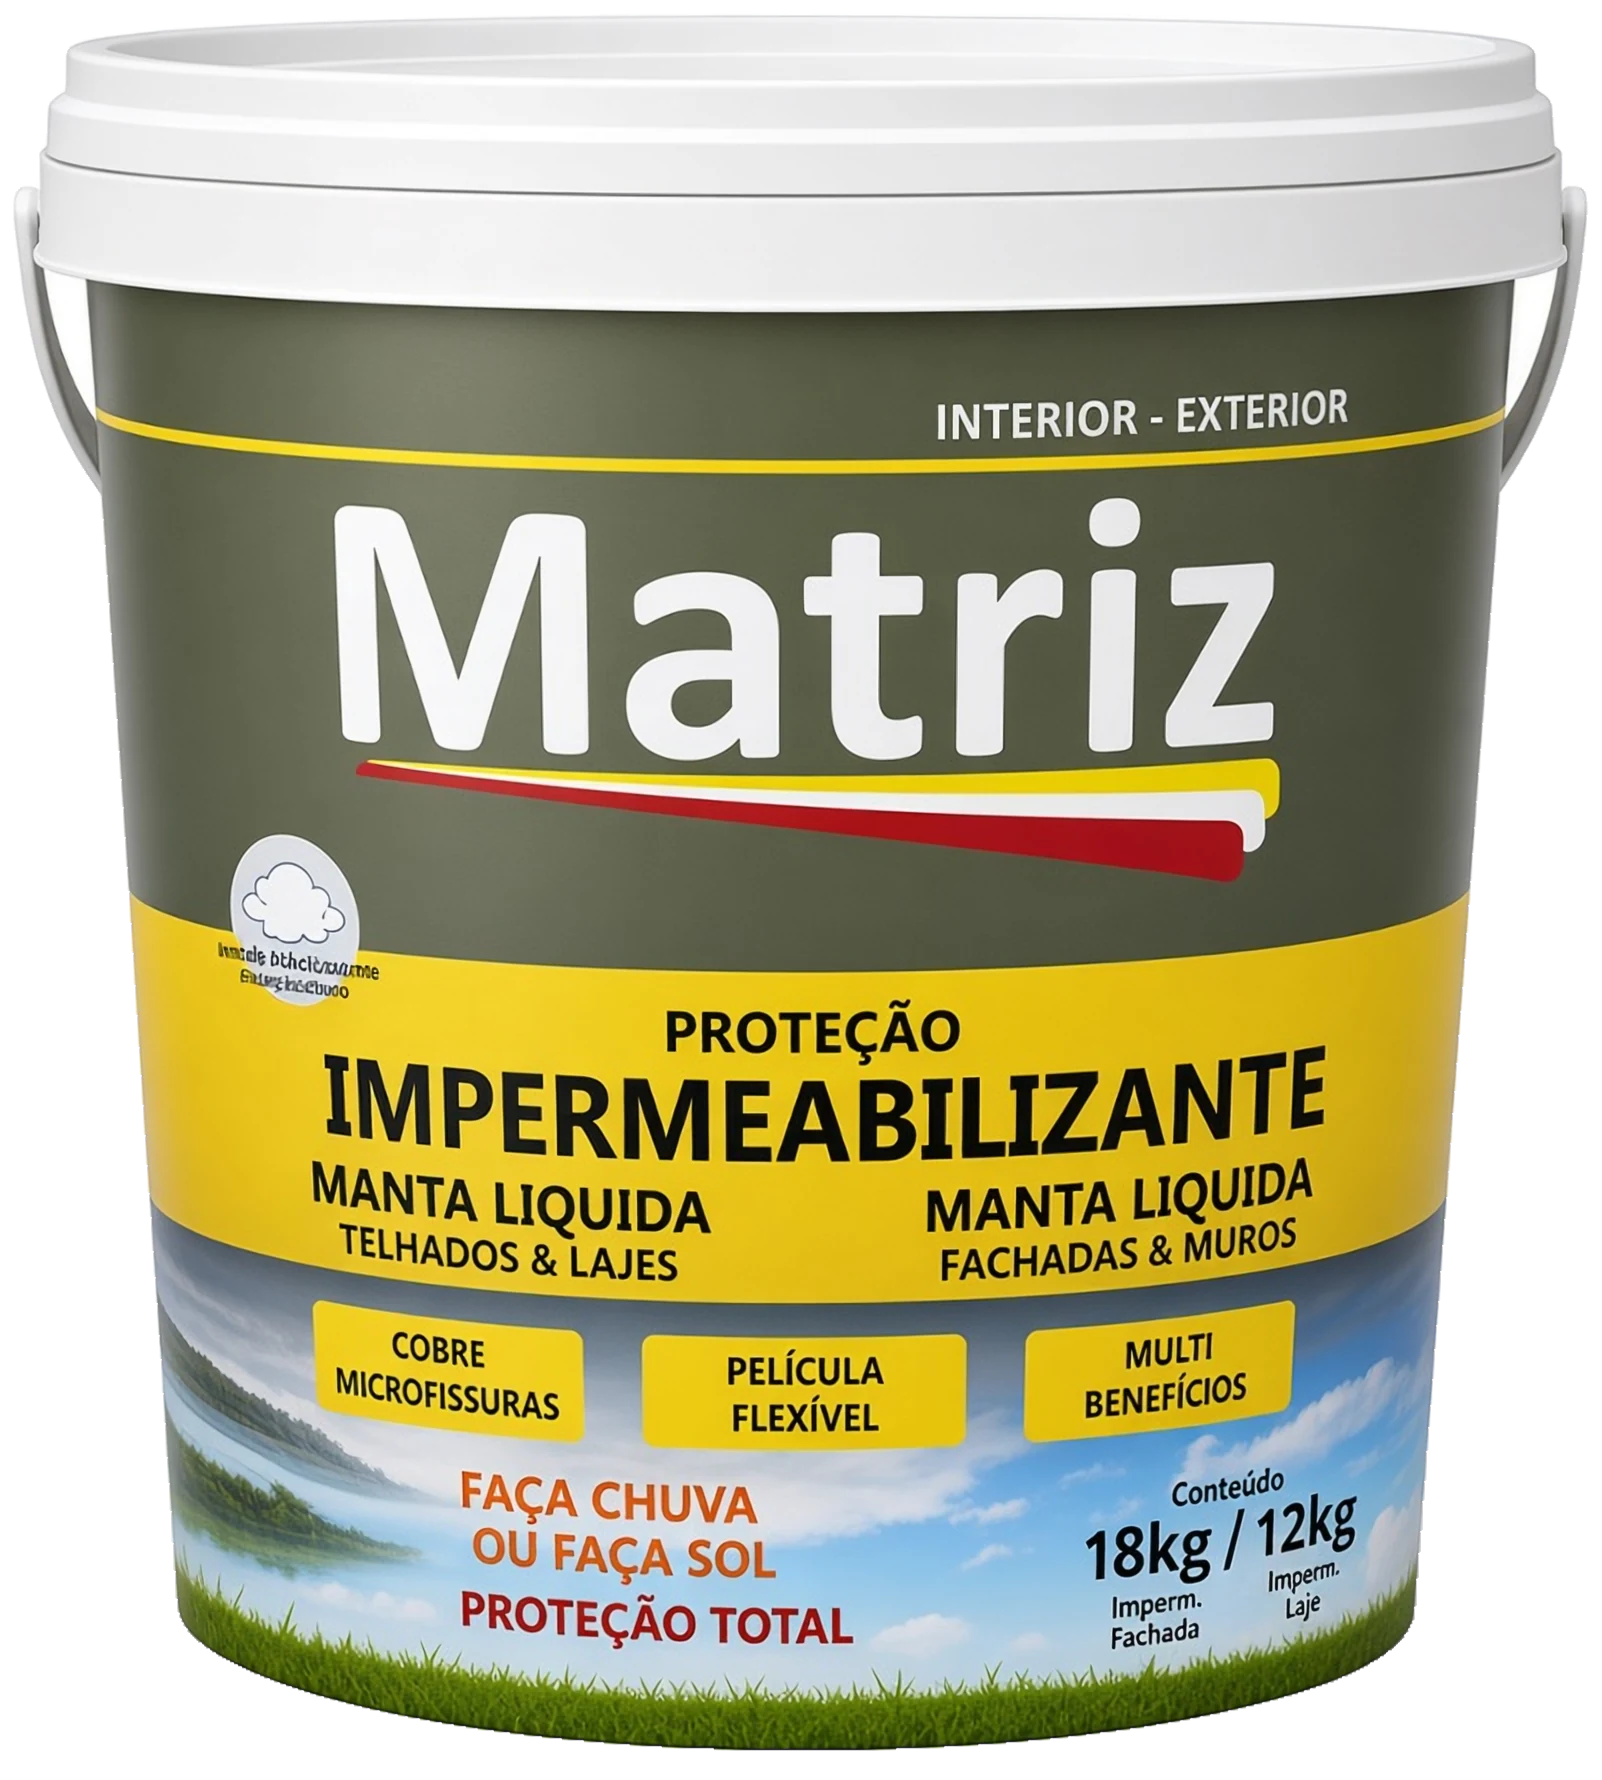 INTERIOR - EXTERIOR
Matriz
PROTEÇÃO
IMPERMEABILIZANTE
MANTA LIQUIDA
TELHADOS & LAJES
MANTA LIQUIDA
FACHADAS & MUROS
COBRE
MICROFISSURAS
PELÍCULA
FLEXÍVEL
MULTI
BENEFÍCIOS
FAÇA CHUVA
OU FAÇA SOL
PROTEÇÃO TOTAL
Conteúdo
18kg / 12kg
Imperm.
Fachada
Imperm.
Laje